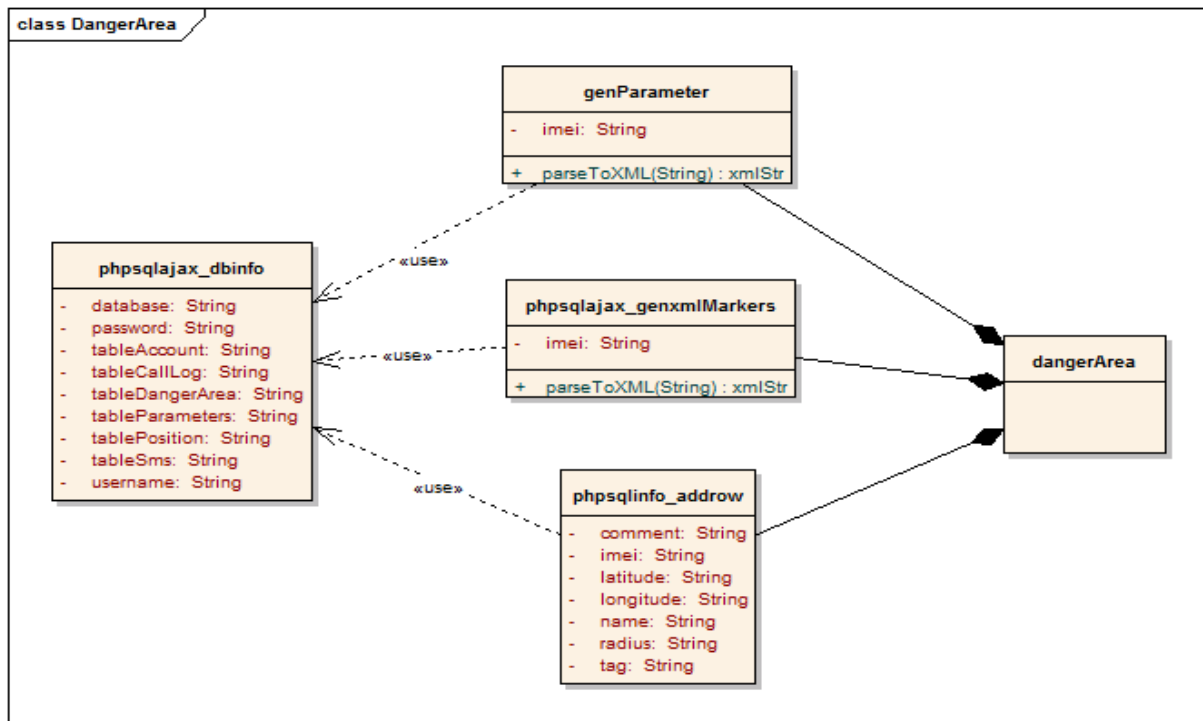 class DangerArea
genParameter
- imei: String
+ parseToXML(String) : xmlStr
«use»
phpsqlajax_dbinfo
- database: String
- password: String
- tableAccount: String
- tableCallLog: String
- tableDangerArea: String
- tableParameters: String
- tablePosition: String
- tableSms: String
- username: String
phpsqlajax_genxmlMarkers
- imei: String
+ parseToXML(String) : xmlStr
«use»
dangerArea
phpsqlinfo_addrow
- comment: String
- imei: String
- latitude: String
- longitude: String
- name: String
- radius: String
- tag: String
«use»